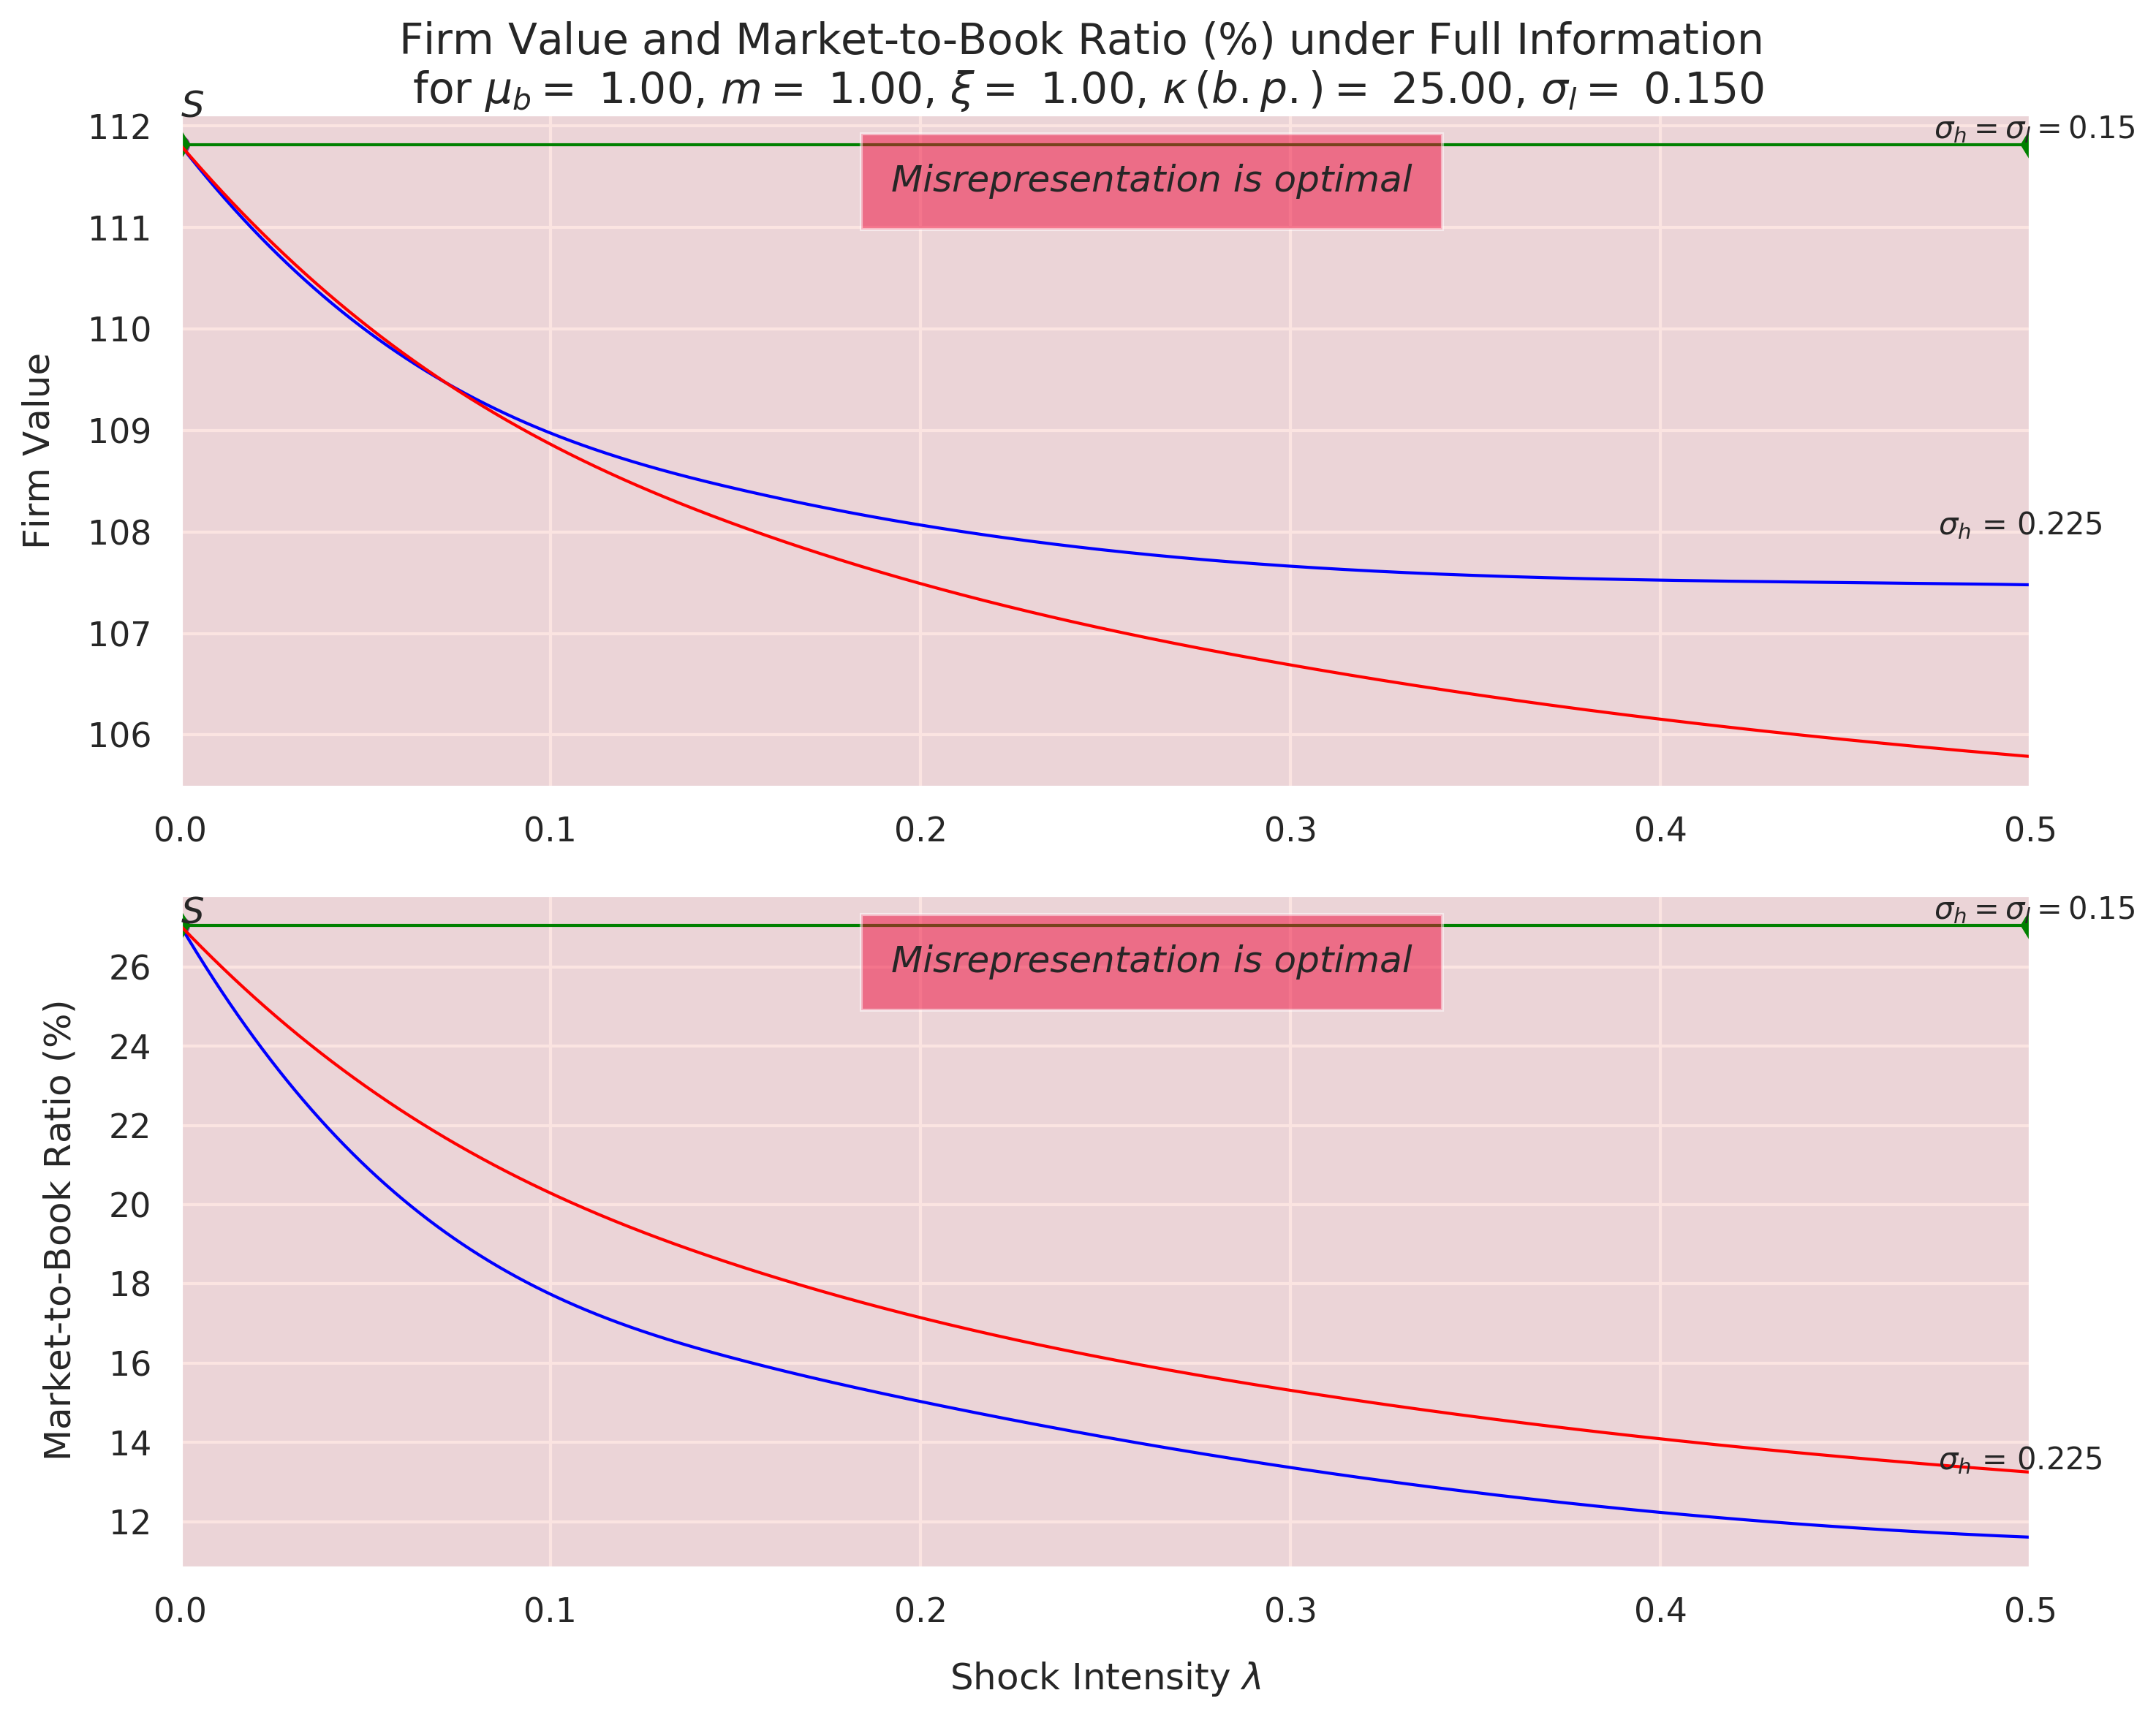 Firm Value and Market-to-Book Ratio (%) under Full Information
for μ_b = 1.00, m = 1.00, ξ = 1.00, κ (b.p.) = 25.00, σ_l = 0.150
S
σ_h = σ_l = 0.15
Misrepresentation is optimal
σ_h = 0.225
Firm Value
112
111
110
109
108
107
106
0.0 0.1 0.2 0.3 0.4 0.5
S
σ_h = σ_l = 0.15
Misrepresentation is optimal
σ_h = 0.225
Market-to-Book Ratio (%)
26
24
22
20
18
16
14
12
0.0 0.1 0.2 0.3 0.4 0.5
Shock Intensity λ